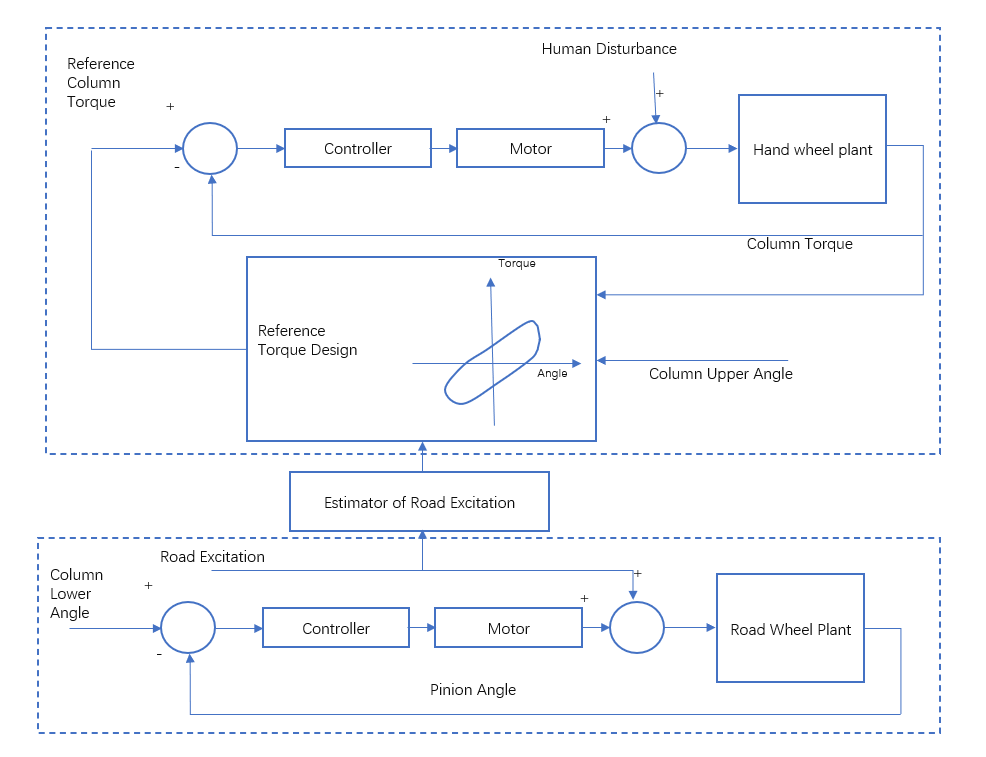 Human Disturbance
Reference
Column
Torque
+
+
+
-
Controller
Motor
Hand wheel plant
Column Torque
Torque
Reference
Torque Design
Angle
Column Upper Angle
Estimator of Road Excitation
Road Excitation
Column
Lower
Angle
+
+
+
-
Controller
Motor
Road Wheel Plant
Pinion Angle